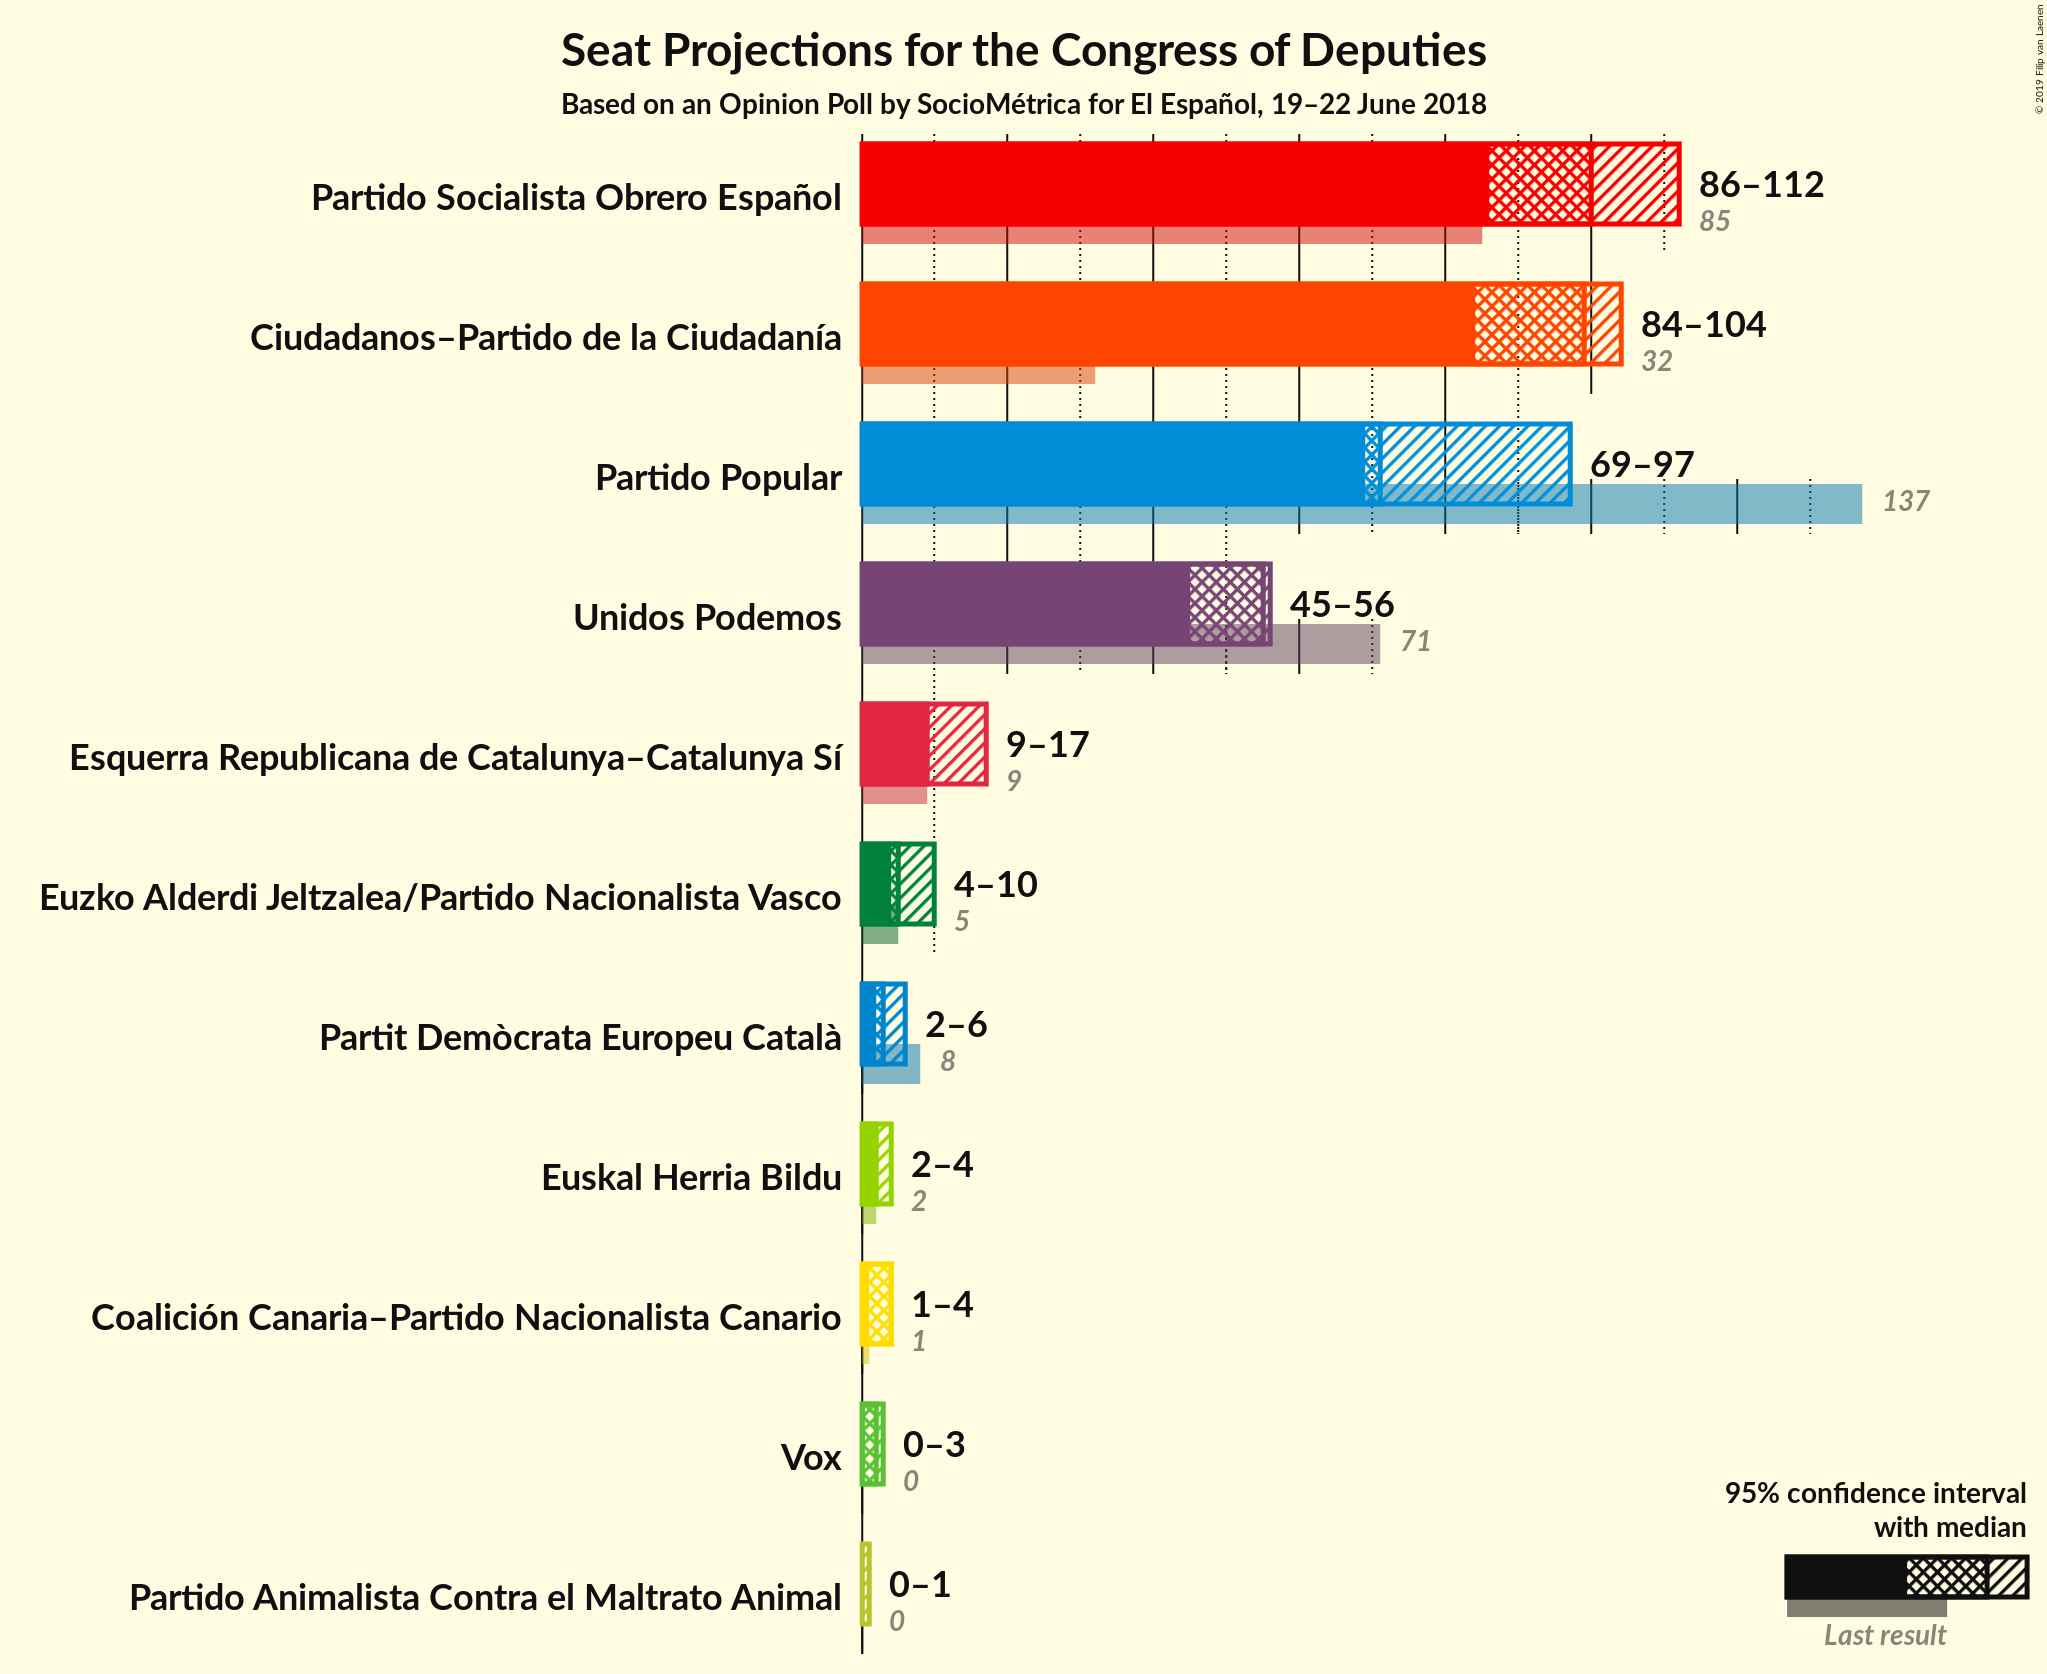 © 2019 Filip van Laenen
Seat Projections for the Congress of Deputies
Based on an Opinion Poll by SocioMétrica for El Español, 19–22 June 2018
Partido Socialista Obrero Español
86–112
85
Ciudadanos–Partido de la Ciudadanía
84–104
32
Partido Popular
69–97
137
Unidos Podemos
45–56
71
Esquerra Republicana de Catalunya–Catalunya Sí
9–17
9
Euzko Alderdi Jeltzalea/Partido Nacionalista Vasco
4–10
5
Partit Demòcrata Europeu Català
2–6
8
Euskal Herria Bildu
2–4
2
Coalición Canaria–Partido Nacionalista Canario
1–4
1
Vox
0–3
0
Partido Animalista Contra el Maltrato Animal
0–1
0
95% confidence interval
with median
Last result